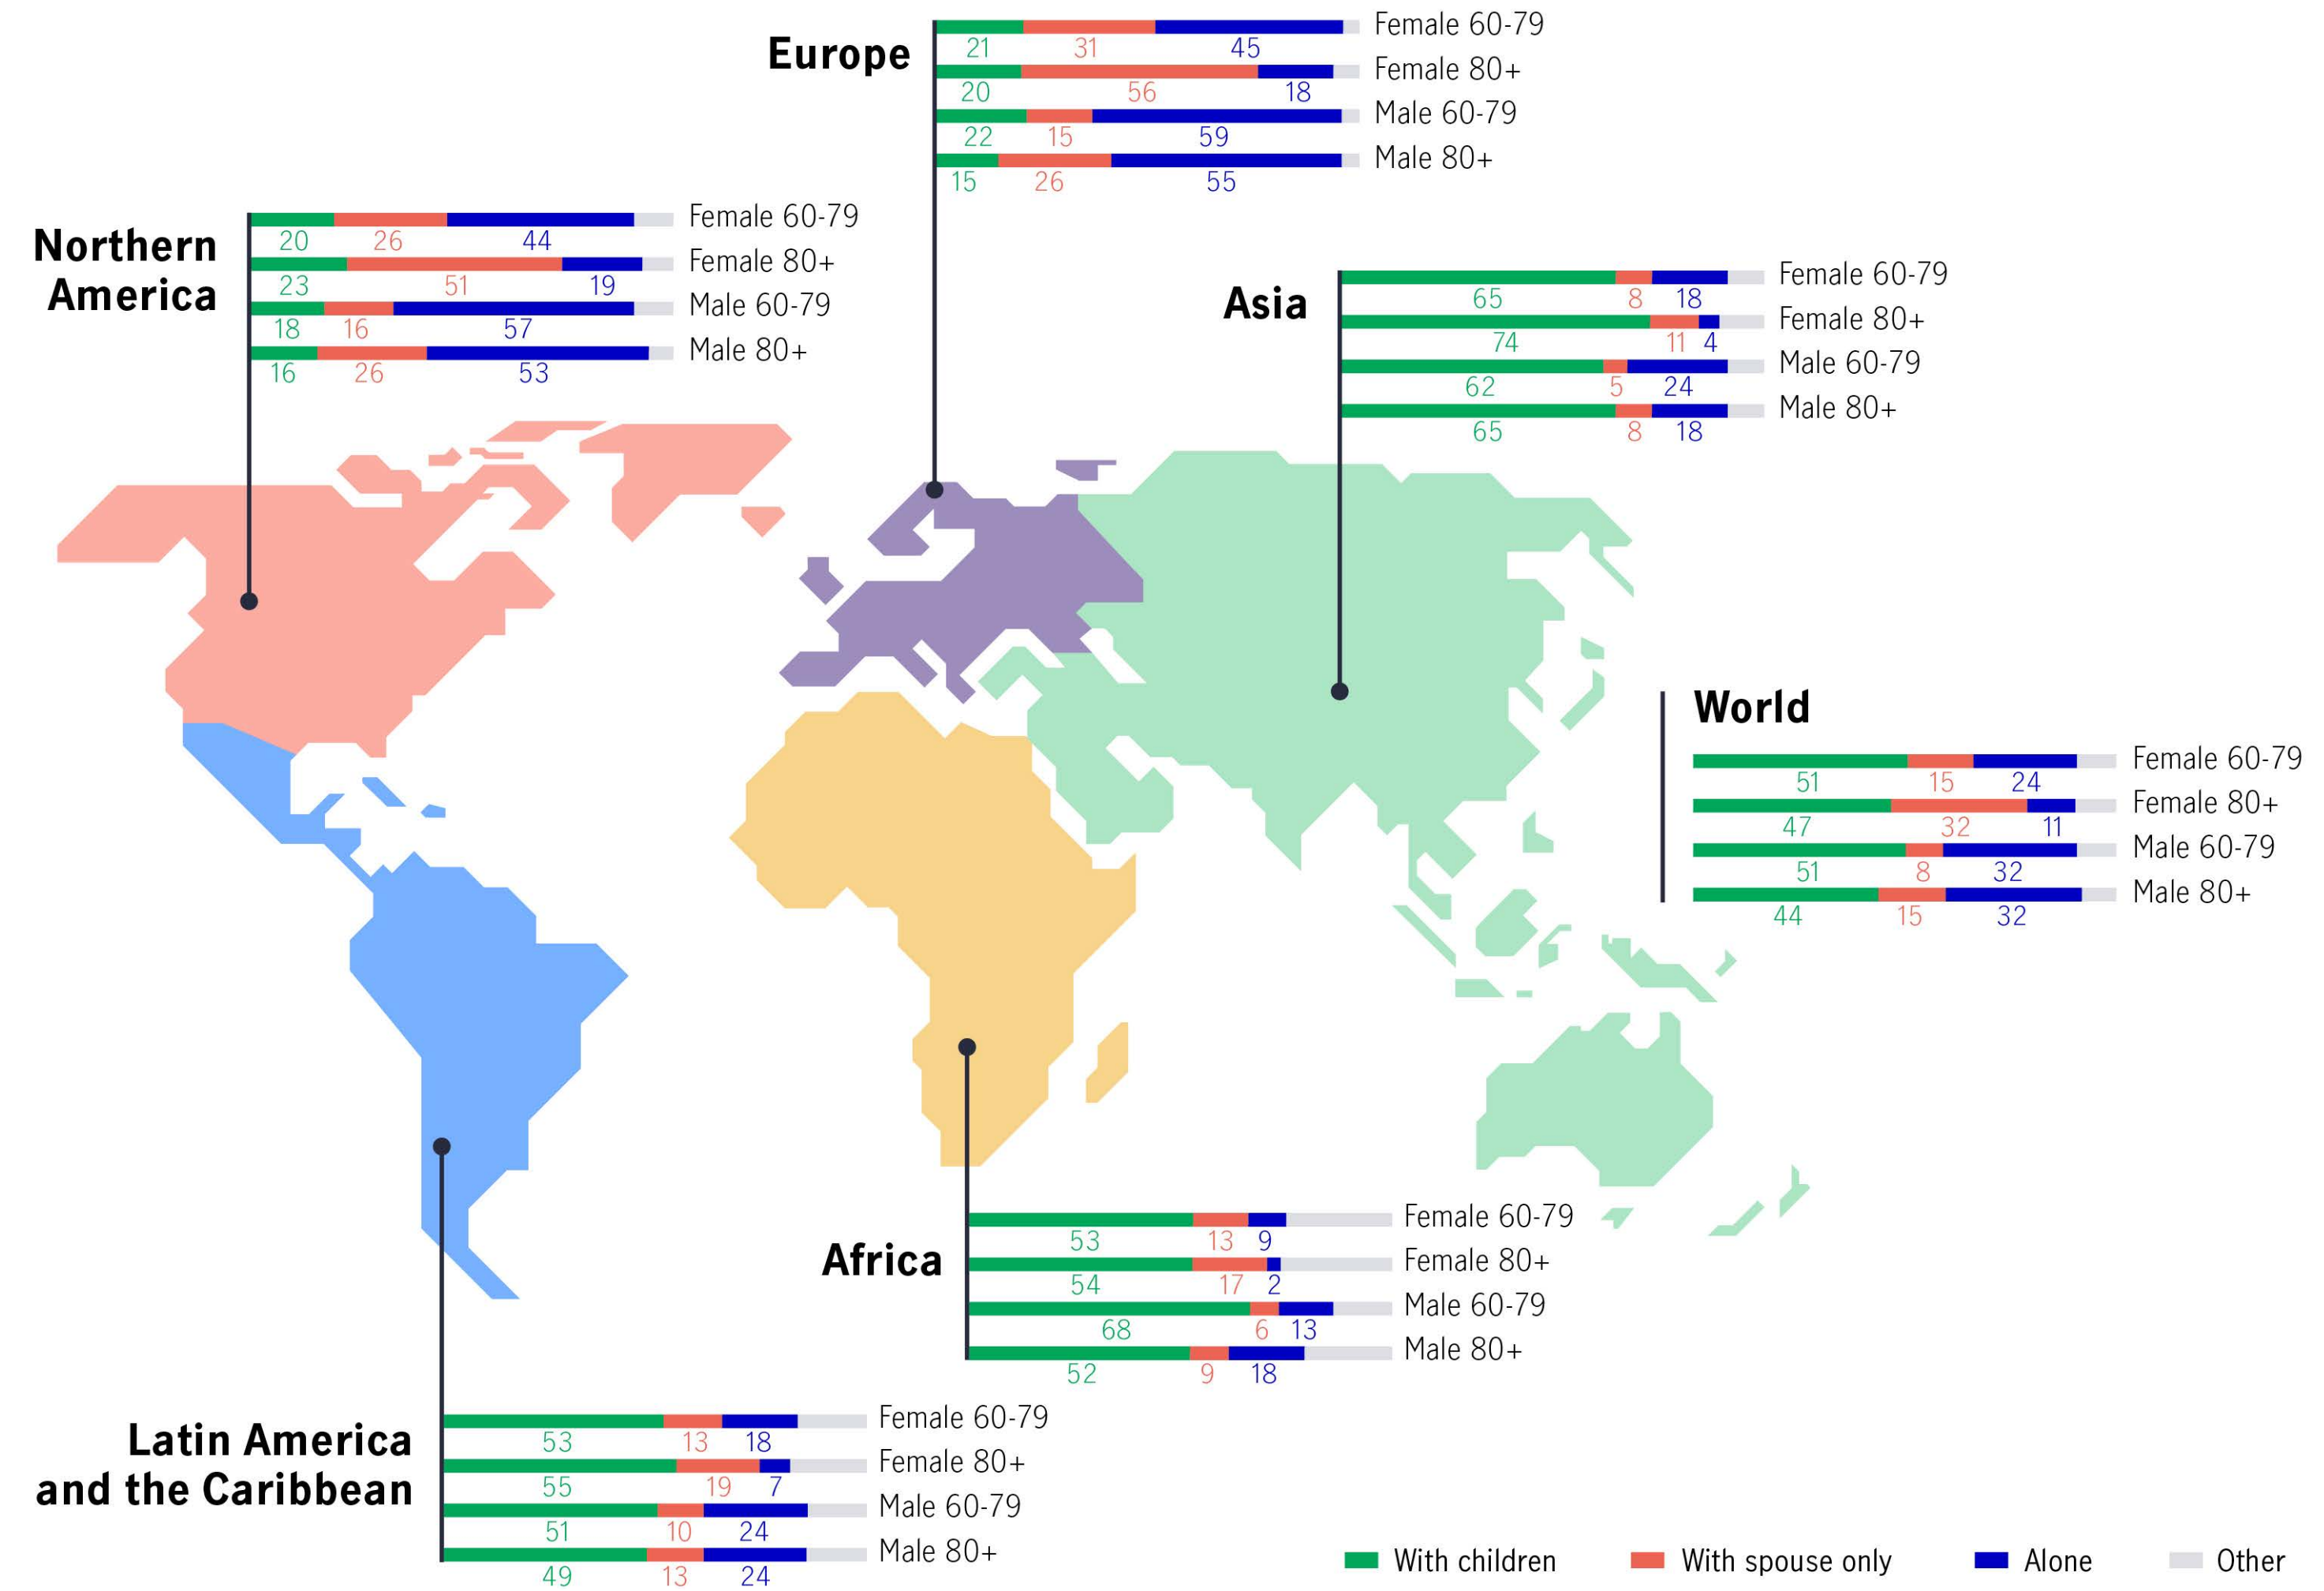 Europe
Female 60-79
21 31 45
Female 80+
20 56 18
Male 60-79
22 15 59
Male 80+
15 26 55
Northern
America
Female 60-79
20 26 44
Female 80+
23 51 19
Male 60-79
18 16 57
Male 80+
16 26 53
Asia
Female 60-79
65 8 18
Female 80+
74 11 4
Male 60-79
62 5 24
Male 80+
65 8 18
World
Female 60-79
51 15 24
Female 80+
47 32 11
Male 60-79
51 8 32
Male 80+
44 15 32
Africa
Female 60-79
53 13 9
Female 80+
54 17 2
Male 60-79
68 6 13
Male 80+
52 9 18
Latin America
and the Caribbean
Female 60-79
53 13 18
Female 80+
55 19 7
Male 60-79
51 10 24
Male 80+
49 13 24
With children With spouse only Alone Other